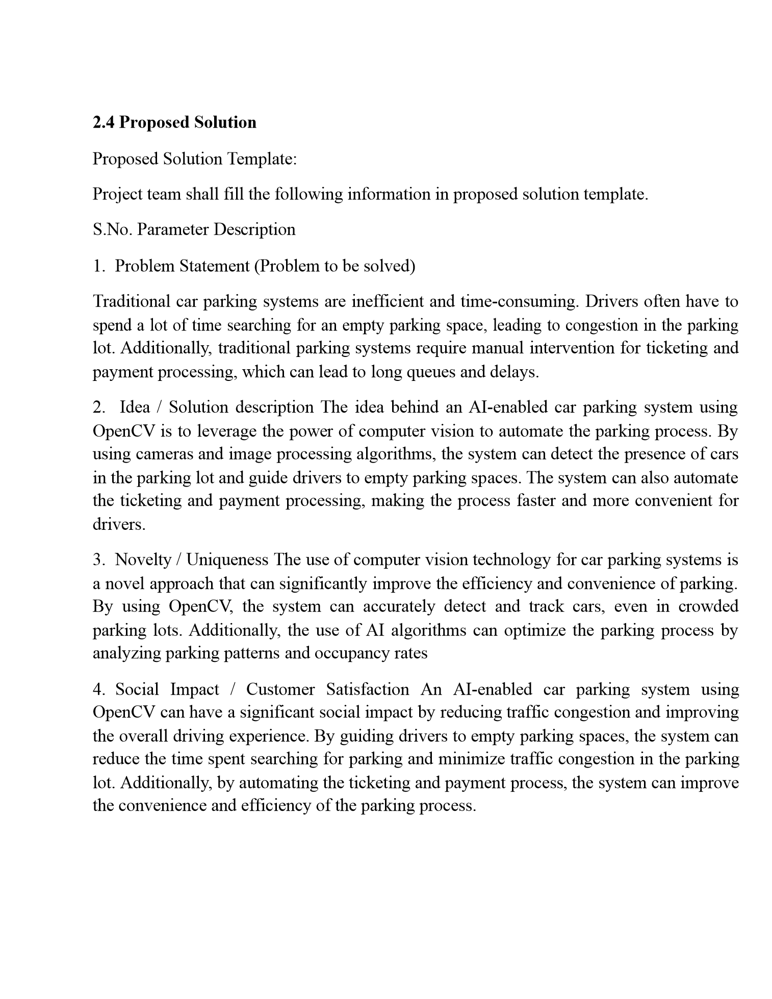 2.4 Proposed Solution
Proposed Solution Template:
Project team shall fill the following information in proposed solution template.
S.No. Parameter Description
1. Problem Statement (Problem to be solved)
Traditional car parking systems are inefficient and time-consuming. Drivers often have to
spend a lot of time searching for an empty parking space, leading to congestion in the parking
lot. Additionally, traditional parking systems require manual intervention for ticketing and
payment processing, which can lead to long queues and delays.
2. Idea / Solution description The idea behind an AI-enabled car parking system using
OpenCV is to leverage the power of computer vision to automate the parking process. By
using cameras and image processing algorithms, the system can detect the presence of cars
in the parking lot and guide drivers to empty parking spaces. The system can also automate
the ticketing and payment processing, making the process faster and more convenient for
drivers.
3. Novelty / Uniqueness The use of computer vision technology for car parking systems is
a novel approach that can significantly improve the efficiency and convenience of parking.
By using OpenCV, the system can accurately detect and track cars, even in crowded
parking lots. Additionally, the use of AI algorithms can optimize the parking process by
analyzing parking patterns and occupancy rates
4. Social Impact / Customer Satisfaction An AI-enabled car parking system using
OpenCV can have a significant social impact by reducing traffic congestion and improving
the overall driving experience. By guiding drivers to empty parking spaces, the system can
reduce the time spent searching for parking and minimize traffic congestion in the parking
lot. Additionally, by automating the ticketing and payment process, the system can improve
the convenience and efficiency of the parking process.